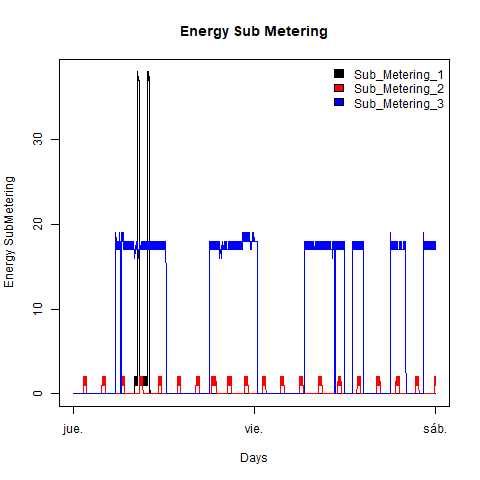 Energy Sub Metering
Sub_Metering_1
Sub_Metering_2
Sub_Metering_3
Energy SubMetering
30
20
10
0
jue.
vie.
sáb.
Days